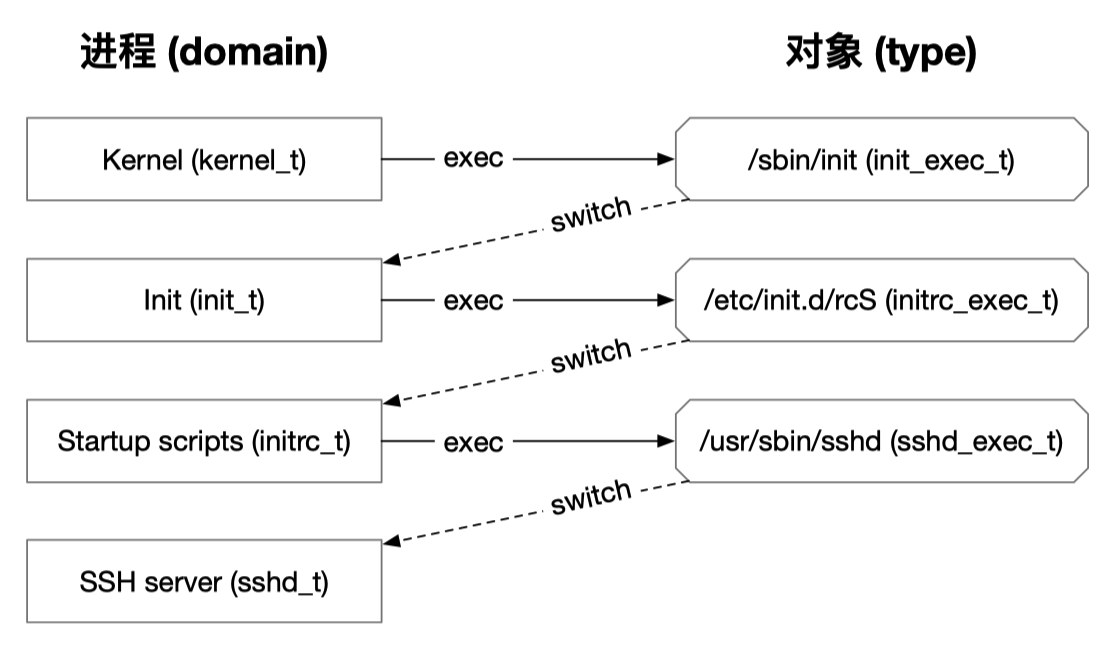 进程 (domain)
对象 (type)
Kernel (kernel_t)
exec
/sbin/init (init_exec_t)
switch
Init (init_t)
exec
/etc/init.d/rcS (initrc_exec_t)
switch
Startup scripts (initrc_t)
exec
/usr/sbin/sshd (sshd_exec_t)
switch
SSH server (sshd_t)